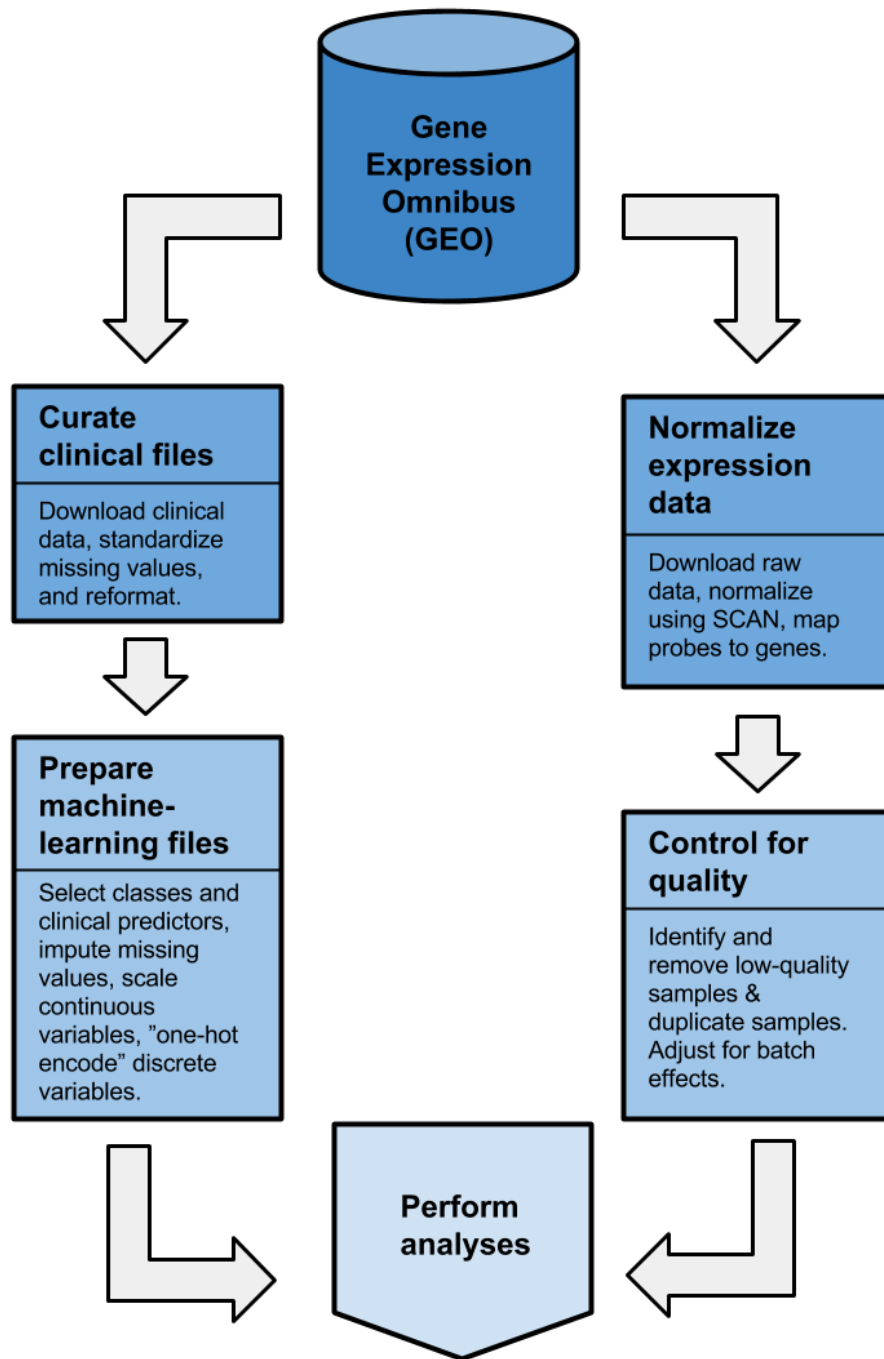 Gene
Expression
Omnibus
(GEO)
Curate
clinical files
Download clinical
data, standardize
missing values,
and reformat.
Prepare
machine-
learning files
Select classes and
clinical predictors,
impute missing
values, scale
continuous
variables, ”one-hot
encode” discrete
variables.
Normalize
expression
data
Download raw
data, normalize
using SCAN, map
probes to genes.
Control for
quality
Identify and
remove low-quality
samples &
duplicate samples.
Adjust for batch
effects.
Perform
analyses